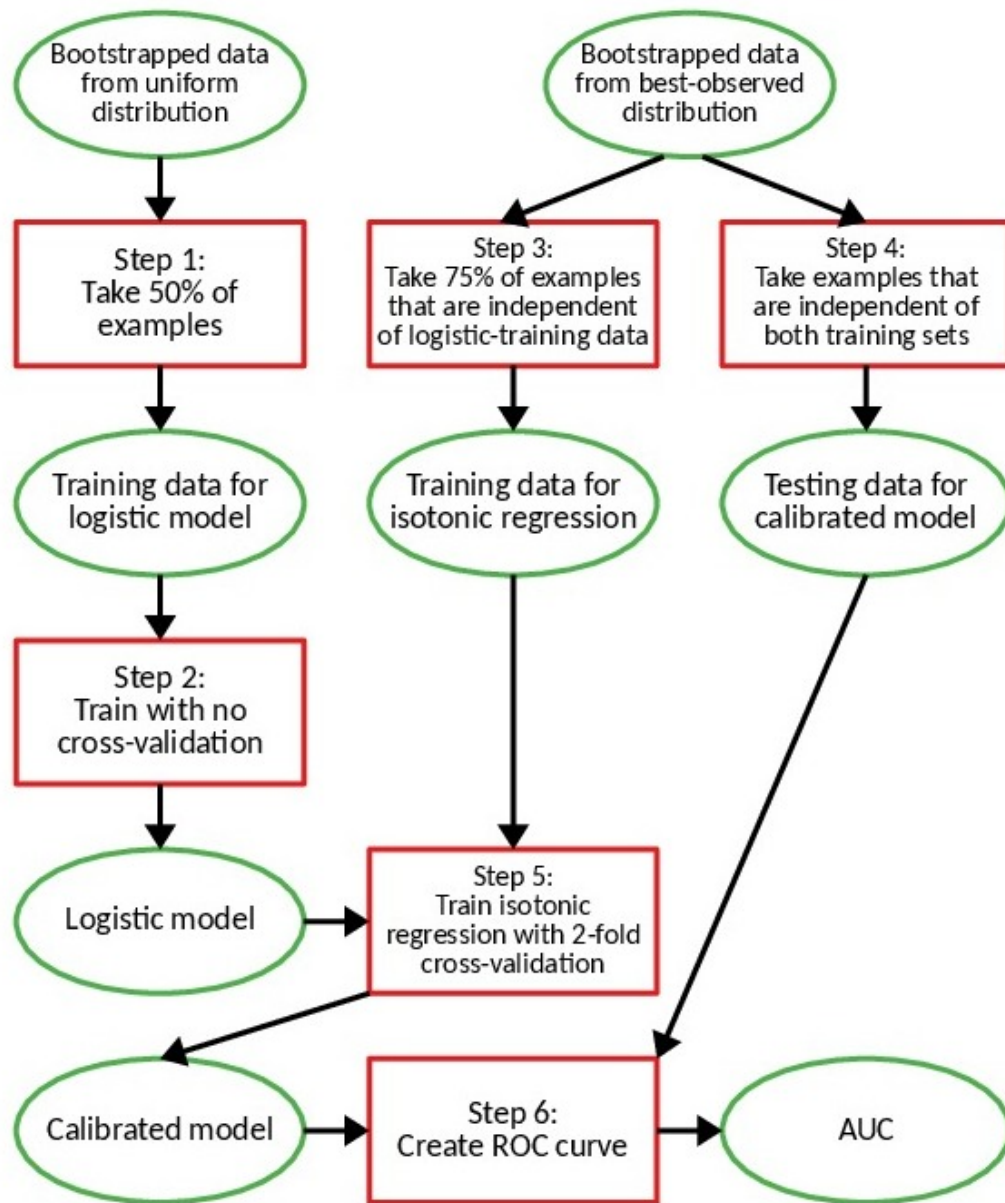 Bootstrapped data
from uniform
distribution
Bootstrapped data
from best-observed
distribution
Step 1:
Take 50% of
examples
Step 3:
Take 75% of examples
that are independent
of logistic-training data
Step 4:
Take examples that
are independent of
both training sets
Training data for
logistic model
Training data for
isotonic regression
Testing data for
calibrated model
Step 2:
Train with no
cross-validation
Logistic model
Step 5:
Train isotonic
regression with 2-fold
cross-validation
Calibrated model
Step 6:
Create ROC curve
AUC